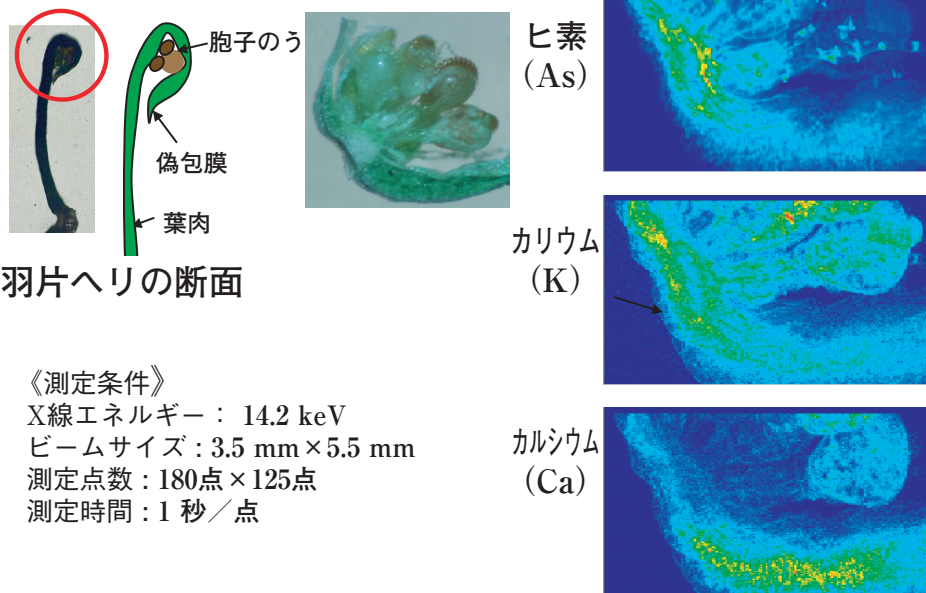 胞子のう
偽包膜
葉肉
羽片ヘリの断面
《測定条件》
X線エネルギー： 14.2 keV
ビームサイズ : 3.5 mm×5.5 mm
測定点数 : 180点×125点
測定時間 : 1 秒／点
ヒ素
(As)
カリウム
(K)
カルシウム
(Ca)